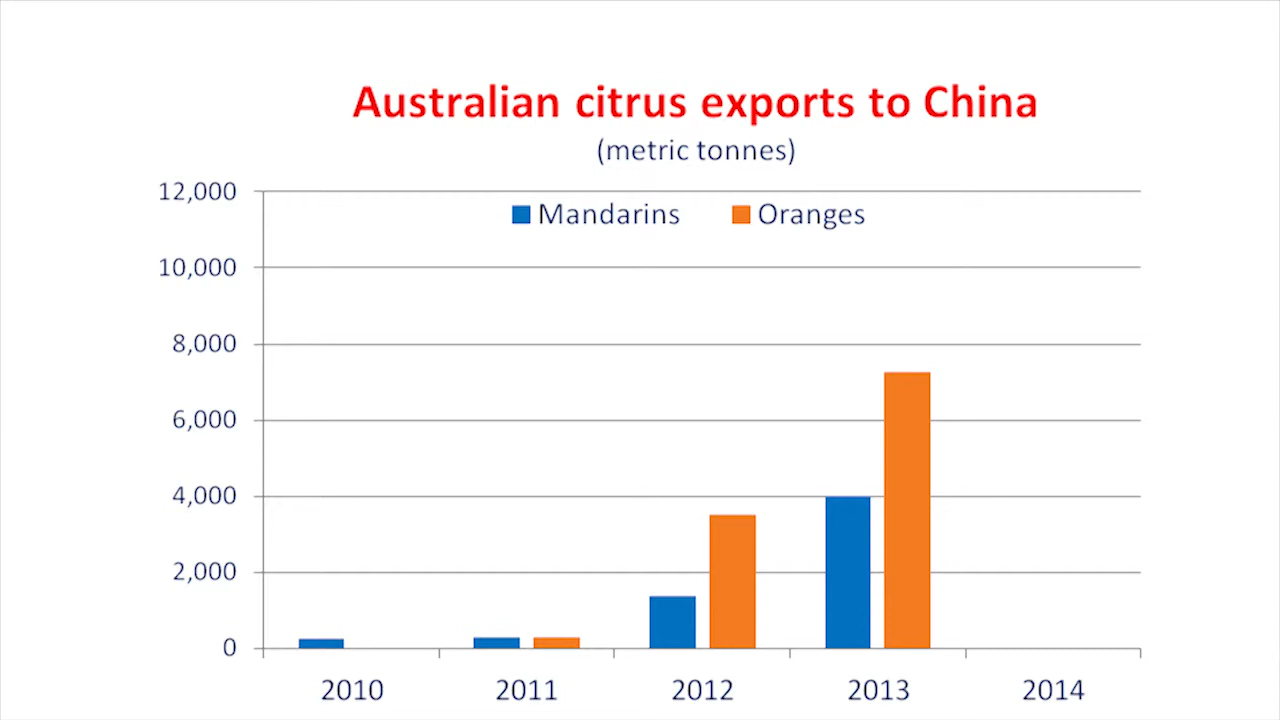 Australian citrus exports to China
(metric tonnes)
12,000
Mandarins Oranges
10,000
8,000
6,000
4,000
2,000
0
2010 2011 2012 2013 2014